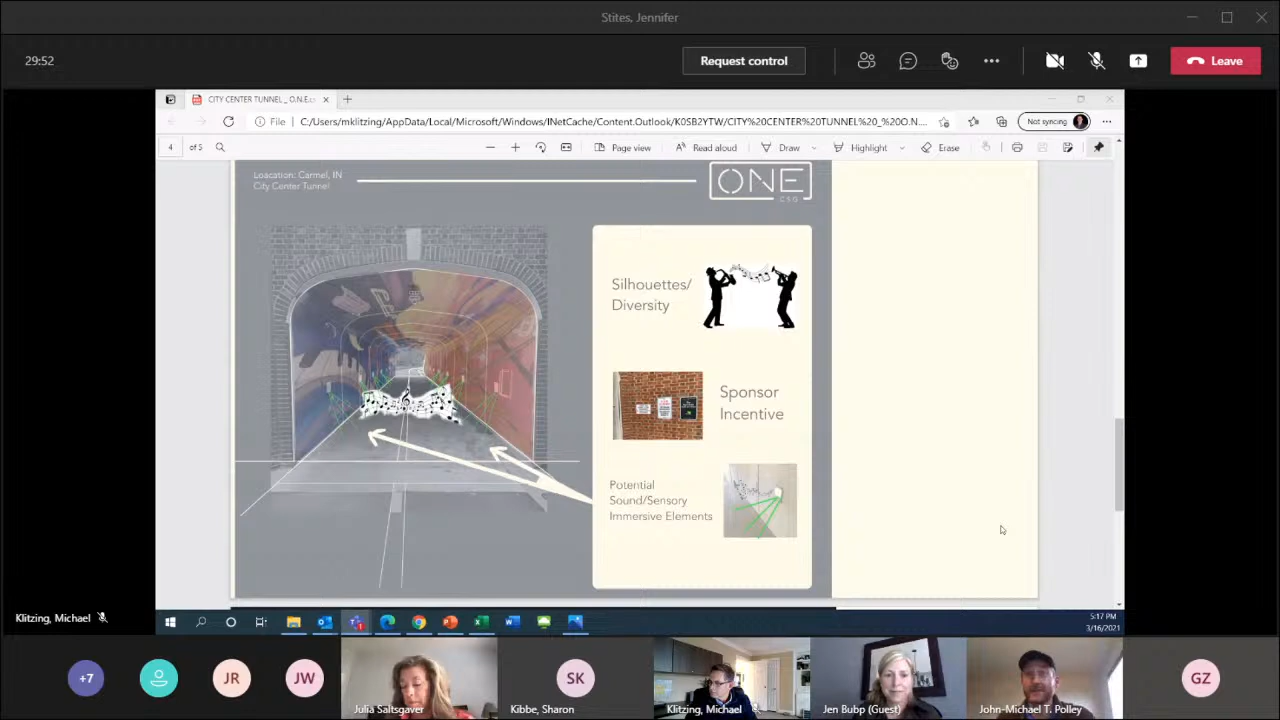 Stites, Jennifer
29:52
Request control
Leave
CITY CENTER TUNNEL _ O.N.E.
File
C:/Users/mklitzing/AppData/Local/Microsoft/Windows/INetCache/Content.Outlook/K0SB2YTW/CITY%20CENTER%20TUNNEL%20_%20O.N....
Not syncing
4
of 5
Page view
Read aloud
Draw
Highlight
Erase
Loacation: Carmel, IN
City Center Tunnel
ONE
CSO
Silhouettes/
Diversity
Sponsor
Incentive
Potential
Sound/Sensory
Immersive Elements
Klitzing, Michael
5:17 PM
3/16/2021
+7
JR
JW
Julia Saltsgaver
SK
Kibbe, Sharon
Klitzing, Michael
Jen Bubp (Guest)
John-Michael T. Polley
GZ